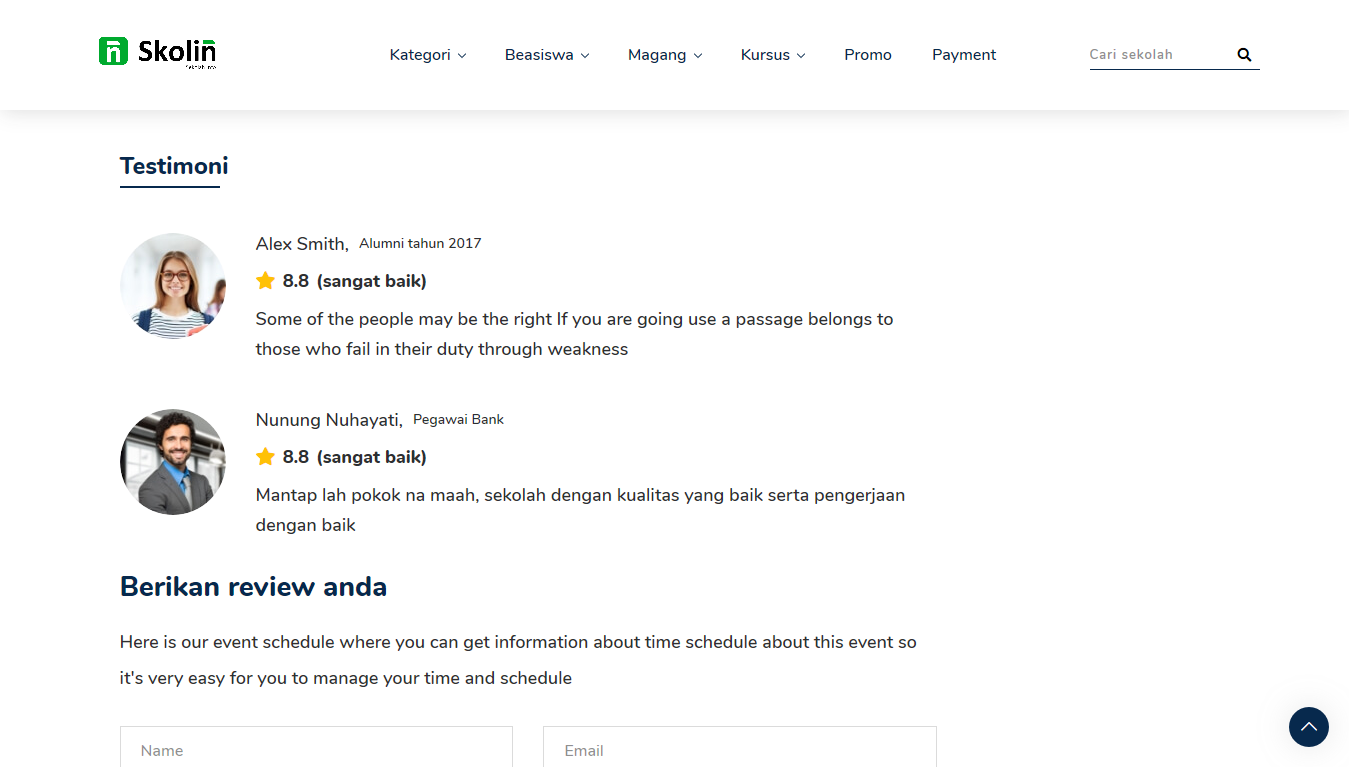 Skolin
Kategori
Beasiswa
Magang
Kursus
Promo
Payment
Cari sekolah
Testimoni
Alex Smith, Alumni tahun 2017
8.8 (sangat baik)
Some of the people may be the right If you are going use a passage belongs to
those who fail in their duty through weakness
Nunung Nuhayati, Pegawai Bank
8.8 (sangat baik)
Mantap lah pokok na maah, sekolah dengan kualitas yang baik serta pengerjaan
dengan baik
Berikan review anda
Here is our event schedule where you can get information about time schedule about this event so
it's very easy for you to manage your time and schedule
Name
Email